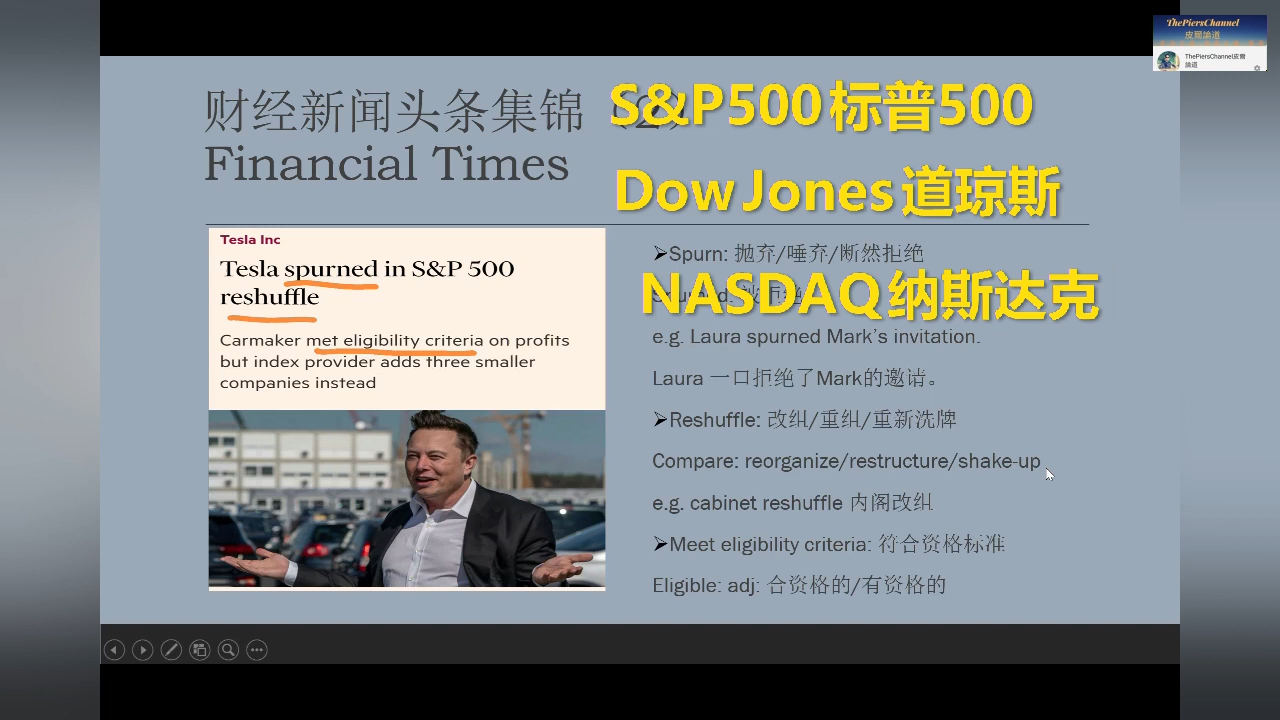 ThePiersChannel
皮爾論道
ThePiersChannel皮爾
論道
财经新闻头条集锦（2）
Financial Times
S&P500标普500
Dow Jones道琼斯
NASDAQ纳斯达克
Tesla Inc
Tesla spurned in S&P 500
reshuffle
Carmaker met eligibility criteria on profits
but index provider adds three smaller
companies instead
➢Spurn: 抛弃/唾弃/断然拒绝
e.g. Laura spurned Mark’s invitation.
Laura 一口拒绝了Mark的邀请。
➢Reshuffle: 改组/重组/重新洗牌
Compare: reorganize/restructure/shake-up
e.g. cabinet reshuffle 内阁改组
➢Meet eligibility criteria: 符合资格标准
Eligible: adj: 合资格的/有资格的